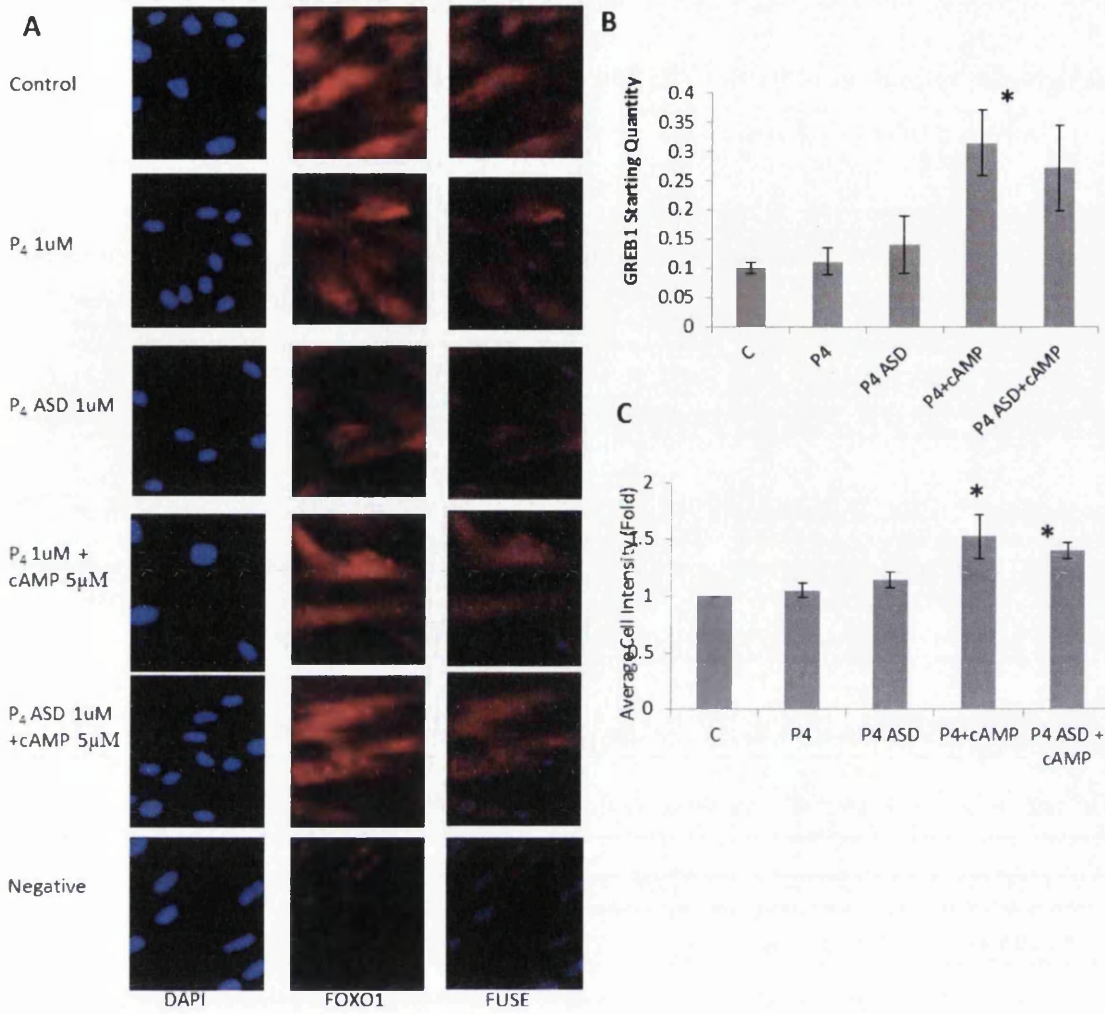 A
Control
P₄ 1uM
P₄ ASD 1uM
P₄ 1uM +
cAMP 5µM
P₄ ASD 1uM
+cAMP 5µM
Negative
DAPI
FOXO1
FUSE
B
GREB1 Starting Quantity
0.4
0.35
0.3
0.25
0.2
0.15
0.1
0.05
0
*
C
P4
P4 ASD
P4+cAMP
P4 ASD+cAMP
C
Average Cell Intensity (Fold)
2
1.5
1
0.5
0
*
*
C
P4
P4 ASD
P4+cAMP
P4 ASD +
cAMP